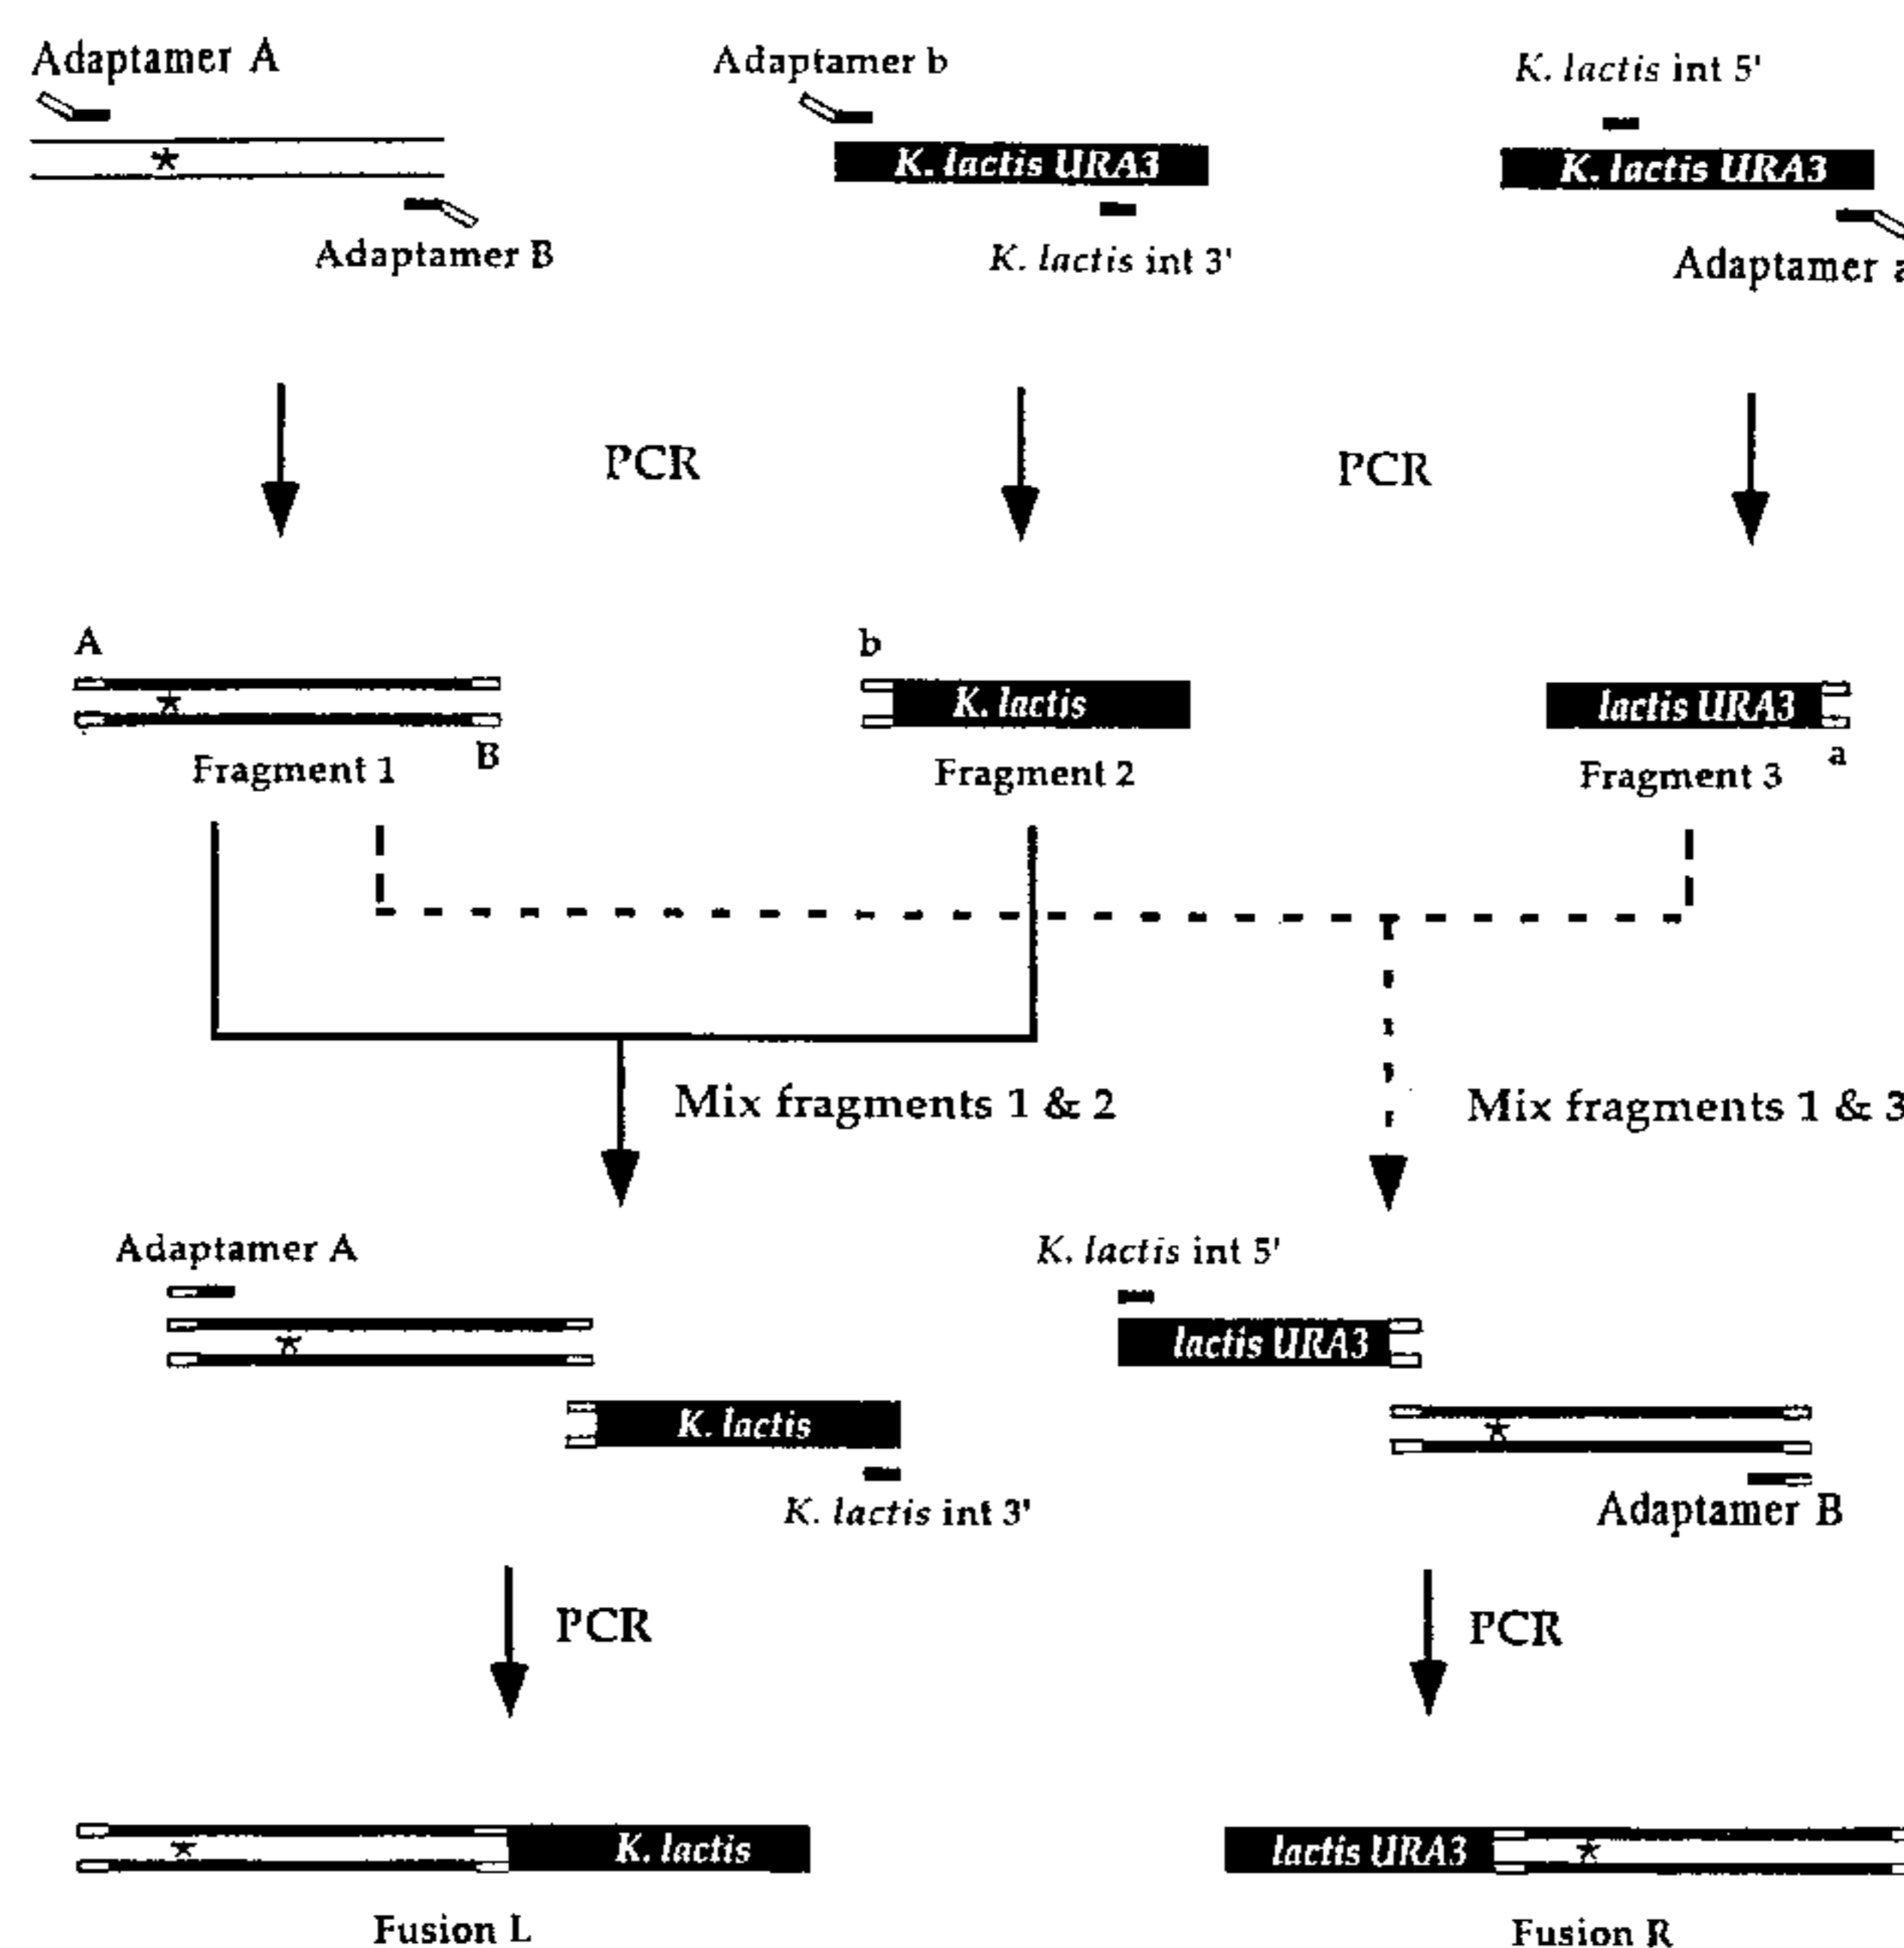 Adaptamer A
Adaptamer b
K. lactis int 5'
K. lactis URA3
K. lactis URA3
Adaptamer B
K. lactis int 3'
Adaptamer a
PCR
PCR
A
b
K. lactis
lactis URA3
B
a
Fragment 1
Fragment 2
Fragment 3
Mix fragments 1 & 2
Mix fragments 1 & 3
Adaptamer A
K. lactis int 5'
lactis URA3
K. lactis
K. lactis int 3'
Adaptamer B
PCR
PCR
K. lactis
lactis URA3
Fusion L
Fusion R